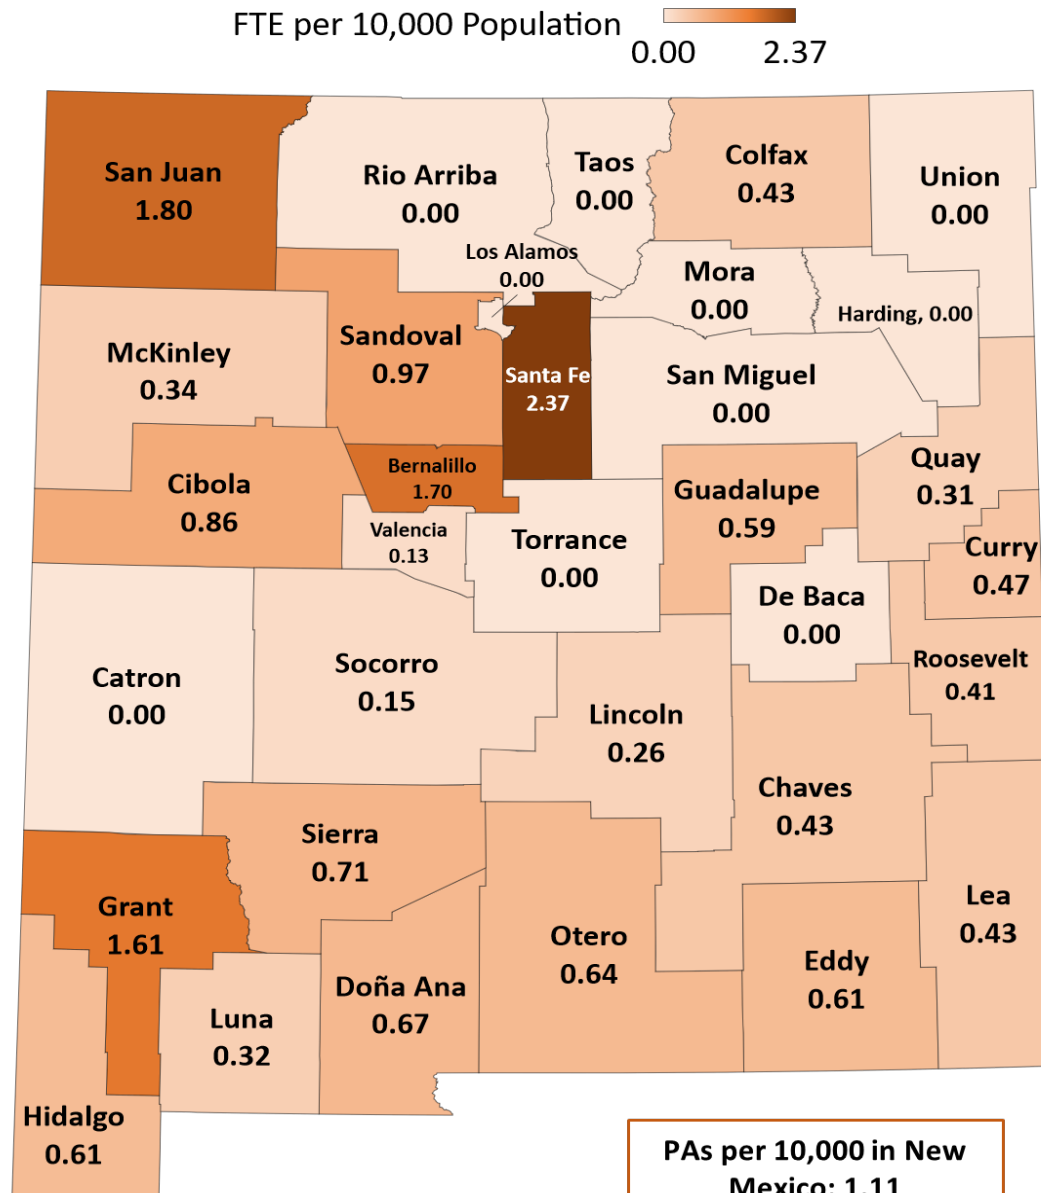 FTE per 10,000 Population
0.00 2.37
San Juan
1.80
Rio Arriba
0.00
Taos
0.00
Colfax
0.43
Union
0.00
Los Alamos
0.00
Mora
0.00
Harding, 0.00
McKinley
0.34
Sandoval
0.97
Santa Fe
2.37
San Miguel
0.00
Cibola
0.86
Bernalillo
1.70
Guadalupe
0.59
Quay
0.31
Valencia
0.13
Torrance
0.00
Curry
0.47
De Baca
0.00
Catron
0.00
Socorro
0.15
Roosevelt
0.41
Lincoln
0.26
Chaves
0.43
Sierra
0.71
Grant
1.61
Otero
0.64
Lea
0.43
Doña Ana
0.67
Eddy
0.61
Luna
0.32
Hidalgo
0.61
PAs per 10,000 in New
Mexico: 1.11